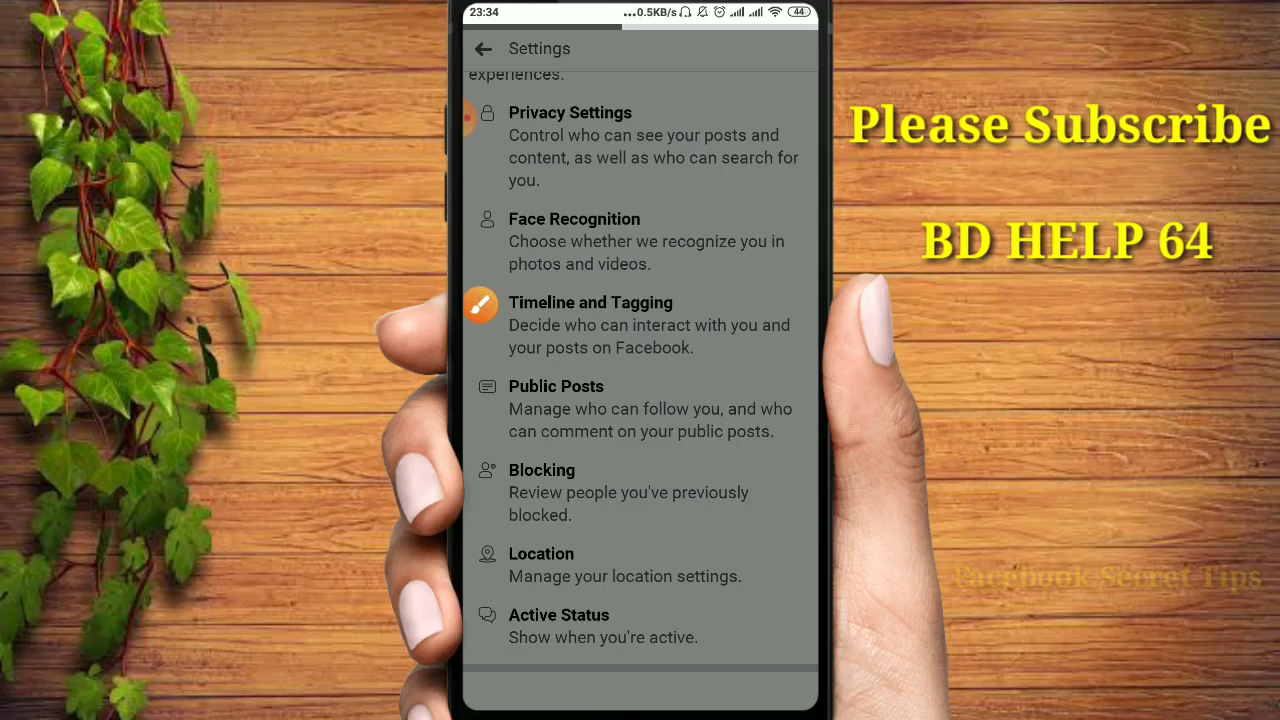 23:34
...0.5KB/s
44
Settings
experiences.
Privacy Settings
Control who can see your posts and
content, as well as who can search for
you.
Face Recognition
Choose whether we recognize you in
photos and videos.
Timeline and Tagging
Decide who can interact with you and
your posts on Facebook.
Public Posts
Manage who can follow you, and who
can comment on your public posts.
Blocking
Review people you've previously
blocked.
Location
Manage your location settings.
Active Status
Show when you're active.
Please Subscribe
BD HELP 64
Facebook Secret Tips